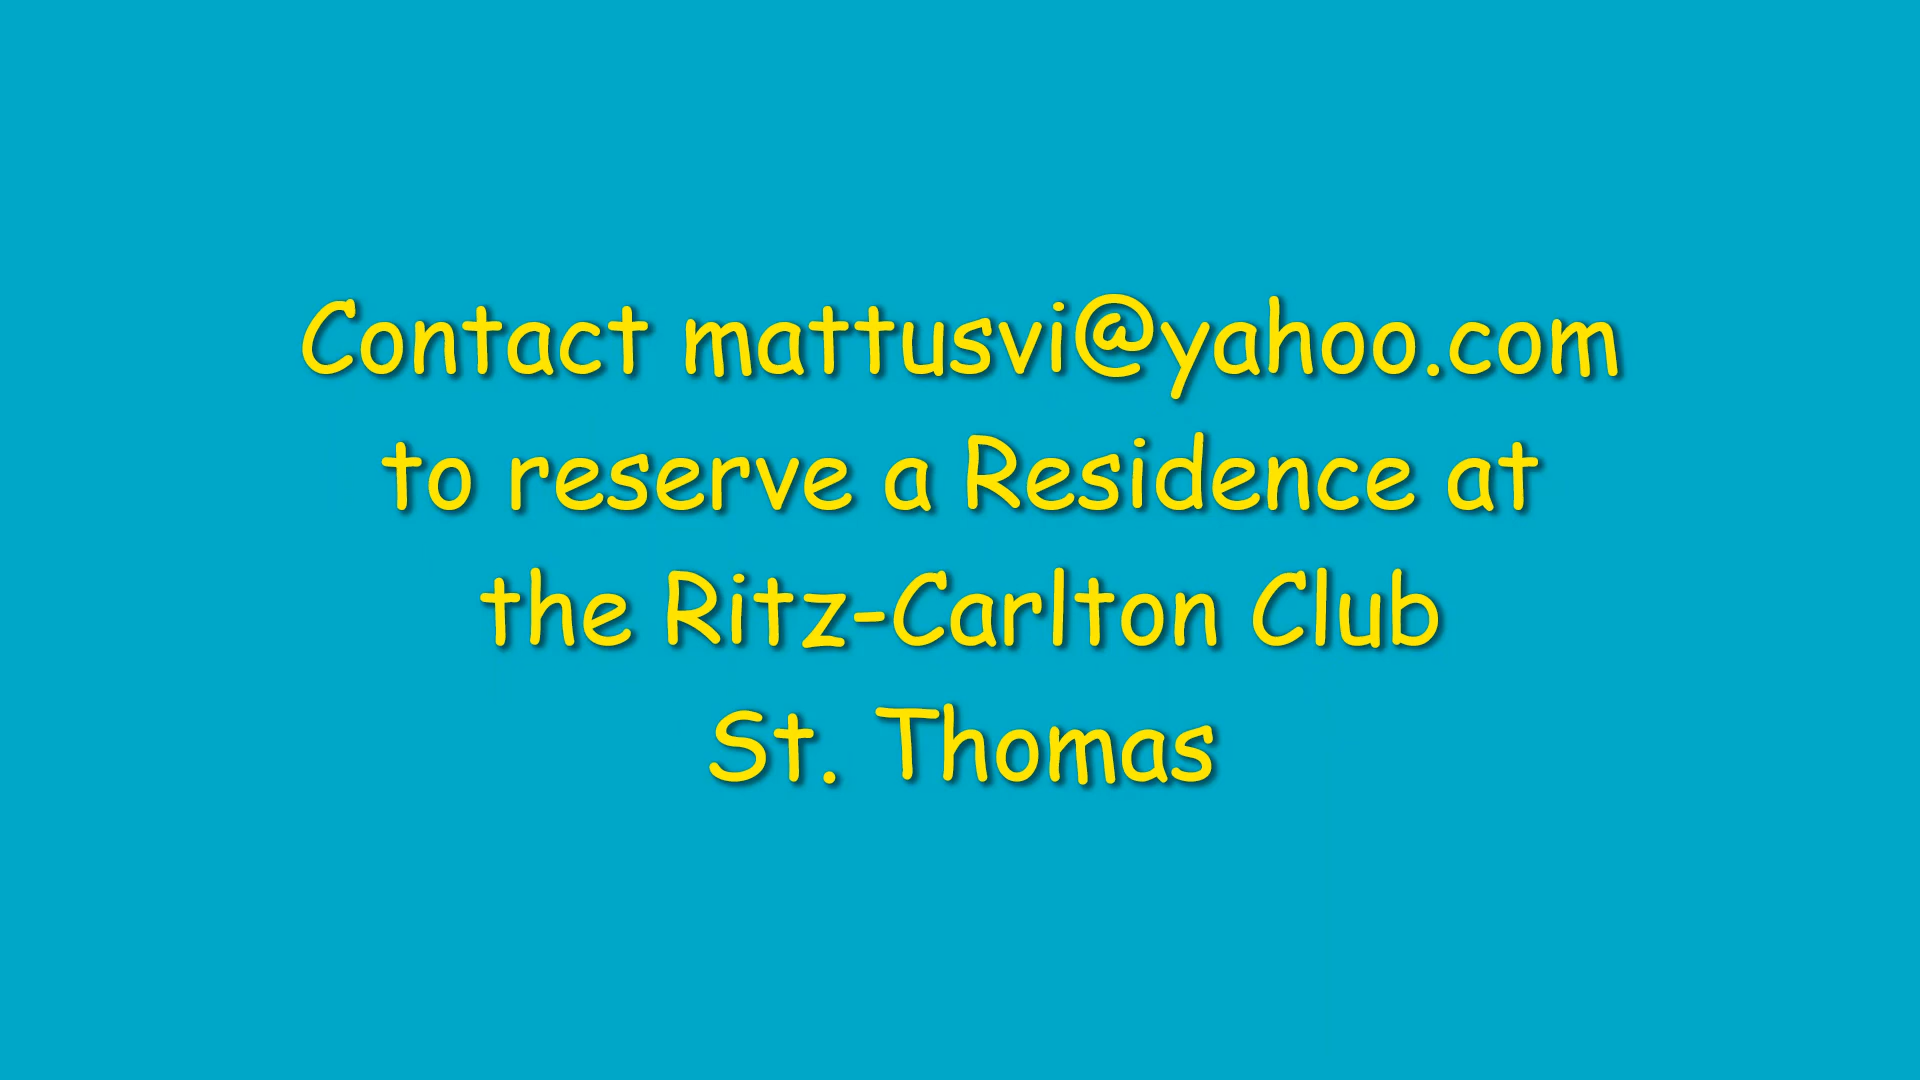 Contact mattusvi@yahoo.com
to reserve a Residence at
the Ritz-Carlton Club
St. Thomas